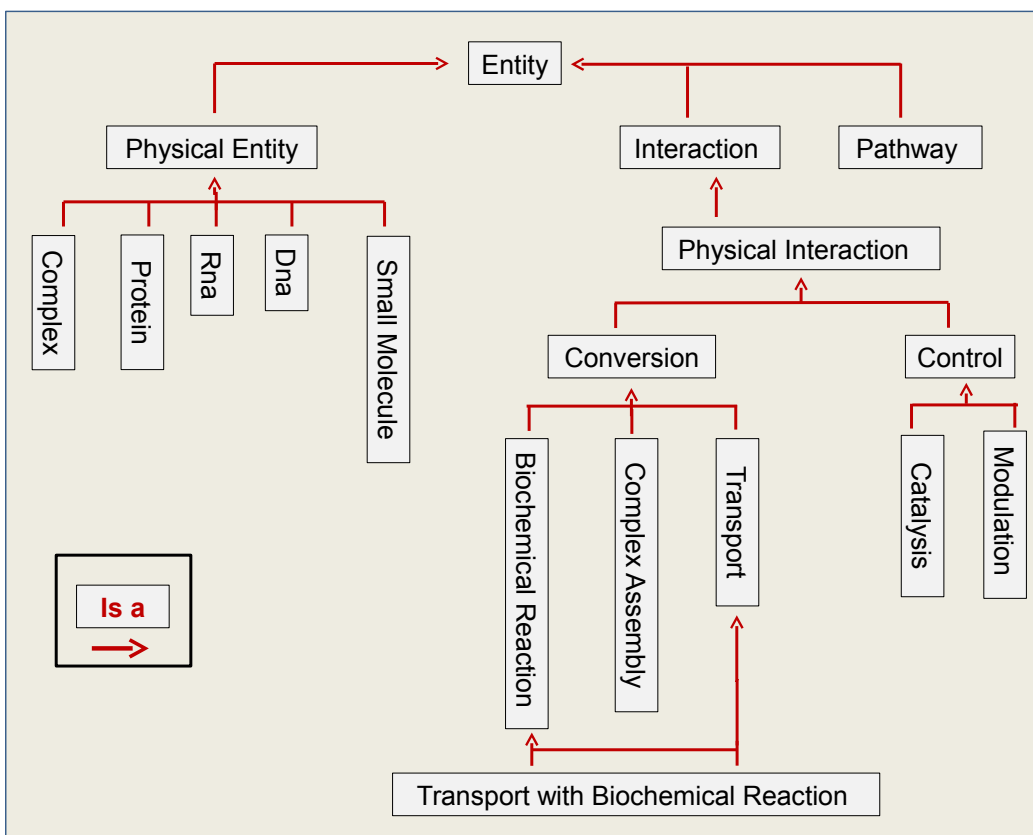 Entity
Physical Entity
Interaction
Pathway
Complex
Protein
Rna
Dna
Small Molecule
Physical Interaction
Conversion
Control
Biochemical Reaction
Complex Assembly
Transport
Catalysis
Modulation
Is a
Transport with Biochemical Reaction